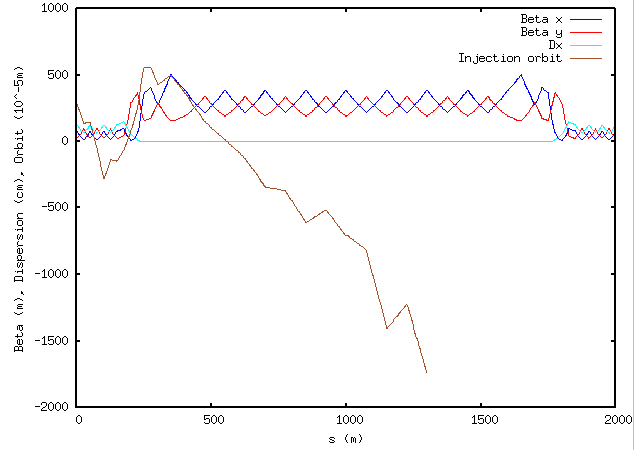 Beta x
Beta y
Dx
Injection orbit
Beta (m), Dispersion (cm), Orbit (10^-5m)
1000
500
0
-500
-1000
-1500
-2000
0
500
1000
1500
2000
s (m)